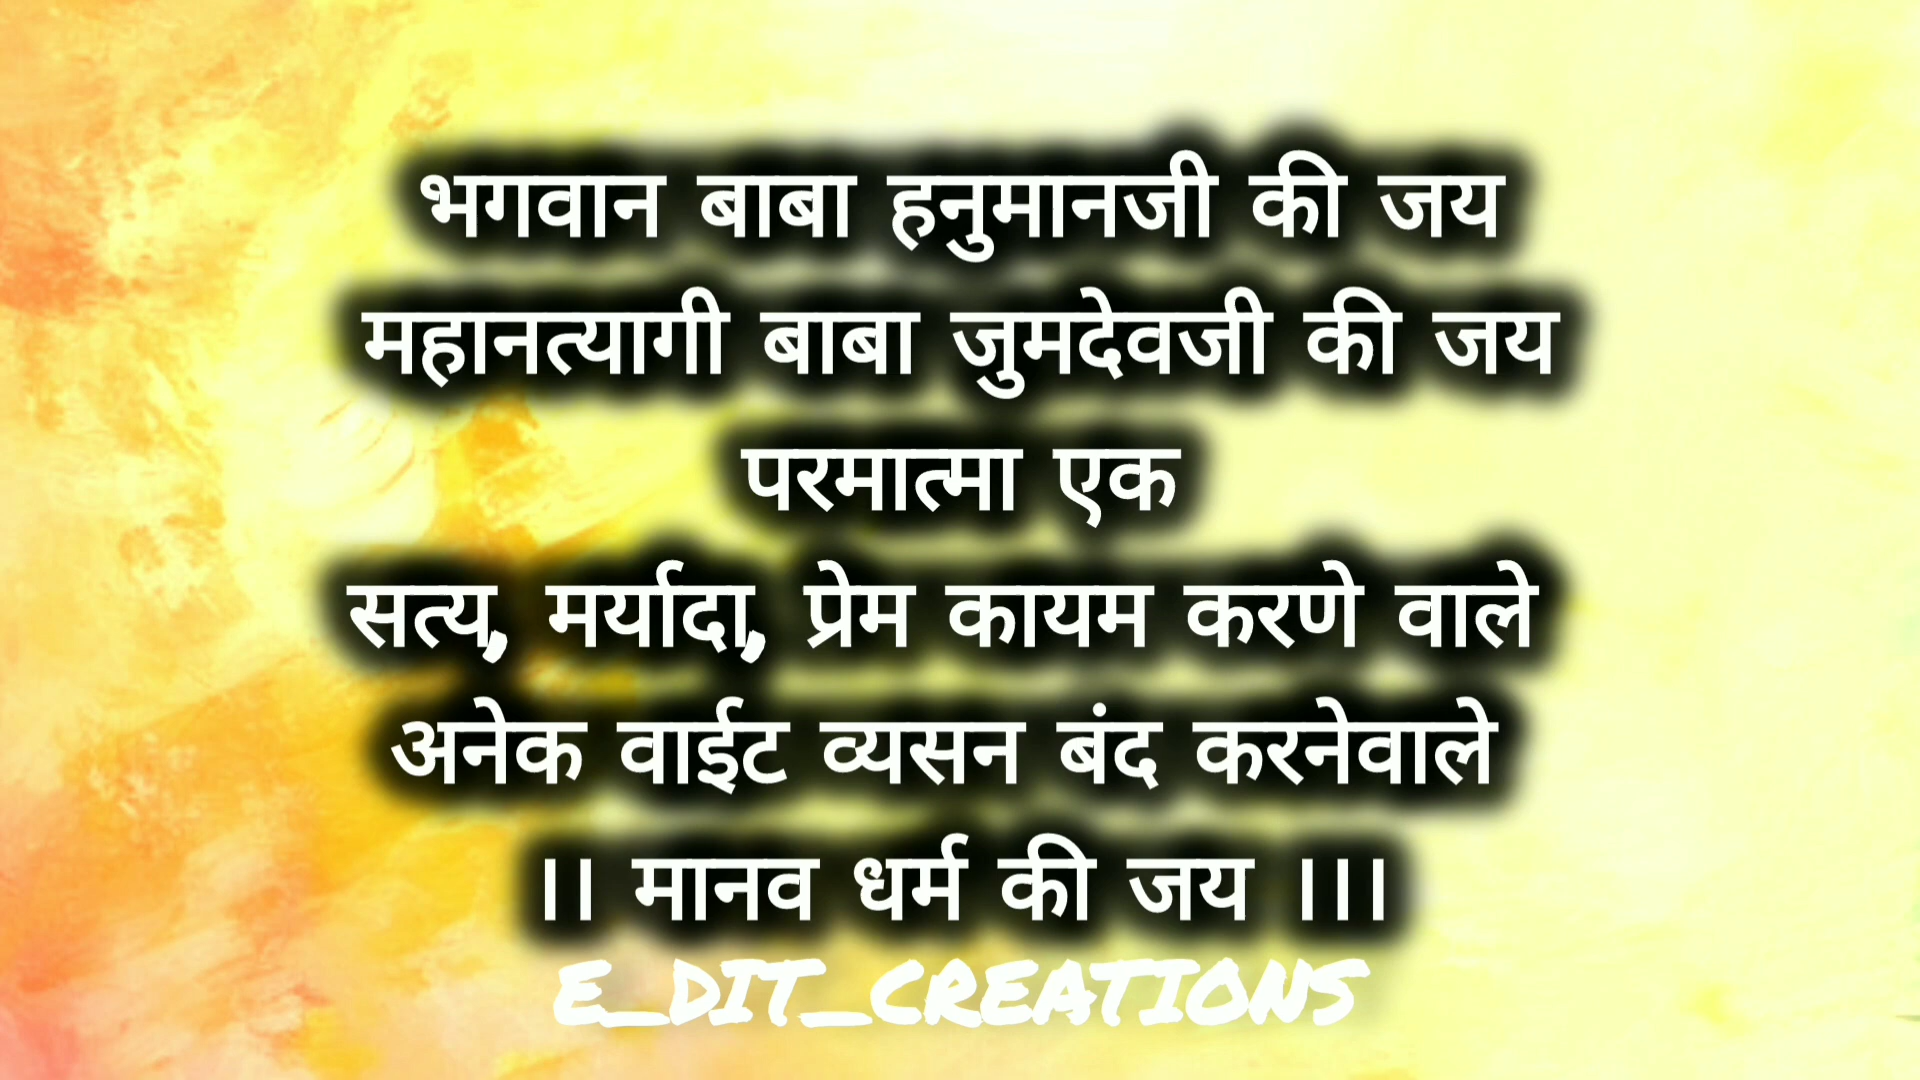 भगवान बाबा हनुमानजी की जय
महानत्यागी बाबा जुमदेवजी की जय
परमात्मा एक
सत्य, मर्यादा, प्रेम कायम करणे वाले
अनेक वाईट व्यसन बंद करनेवाले
।। मानव धर्म की जय ।।।
E_DIT_CREATIONS